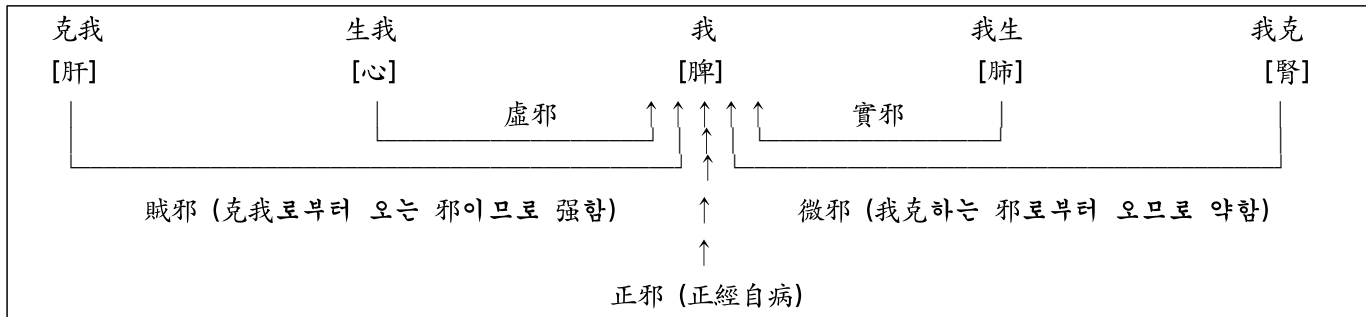 克我 生我 我 我生 我克
[肝] [心] [脾] [肺] [腎]
虛邪 實邪
賊邪 (克我로부터 오는 邪이므로 强함) 微邪 (我克하는 邪로부터 오므로 약함)
正邪 (正經自病)